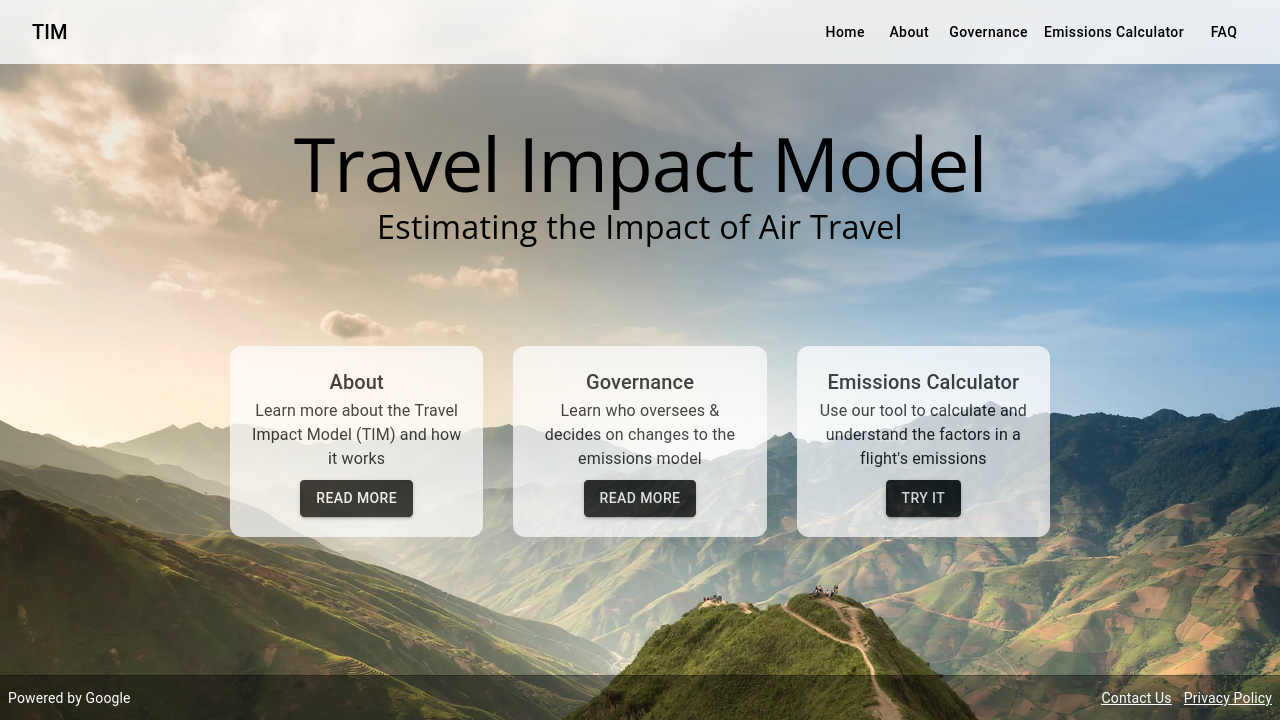 TIM
Home
About
Governance
Emissions Calculator
FAQ
Travel Impact Model
Estimating the Impact of Air Travel
About
Learn more about the Travel
Impact Model (TIM) and how
it works
READ MORE
Governance
Learn who oversees &
decides on changes to the
emissions model
READ MORE
Emissions Calculator
Use our tool to calculate and
understand the factors in a
flight's emissions
TRY IT
Powered by Google
Contact Us
Privacy Policy